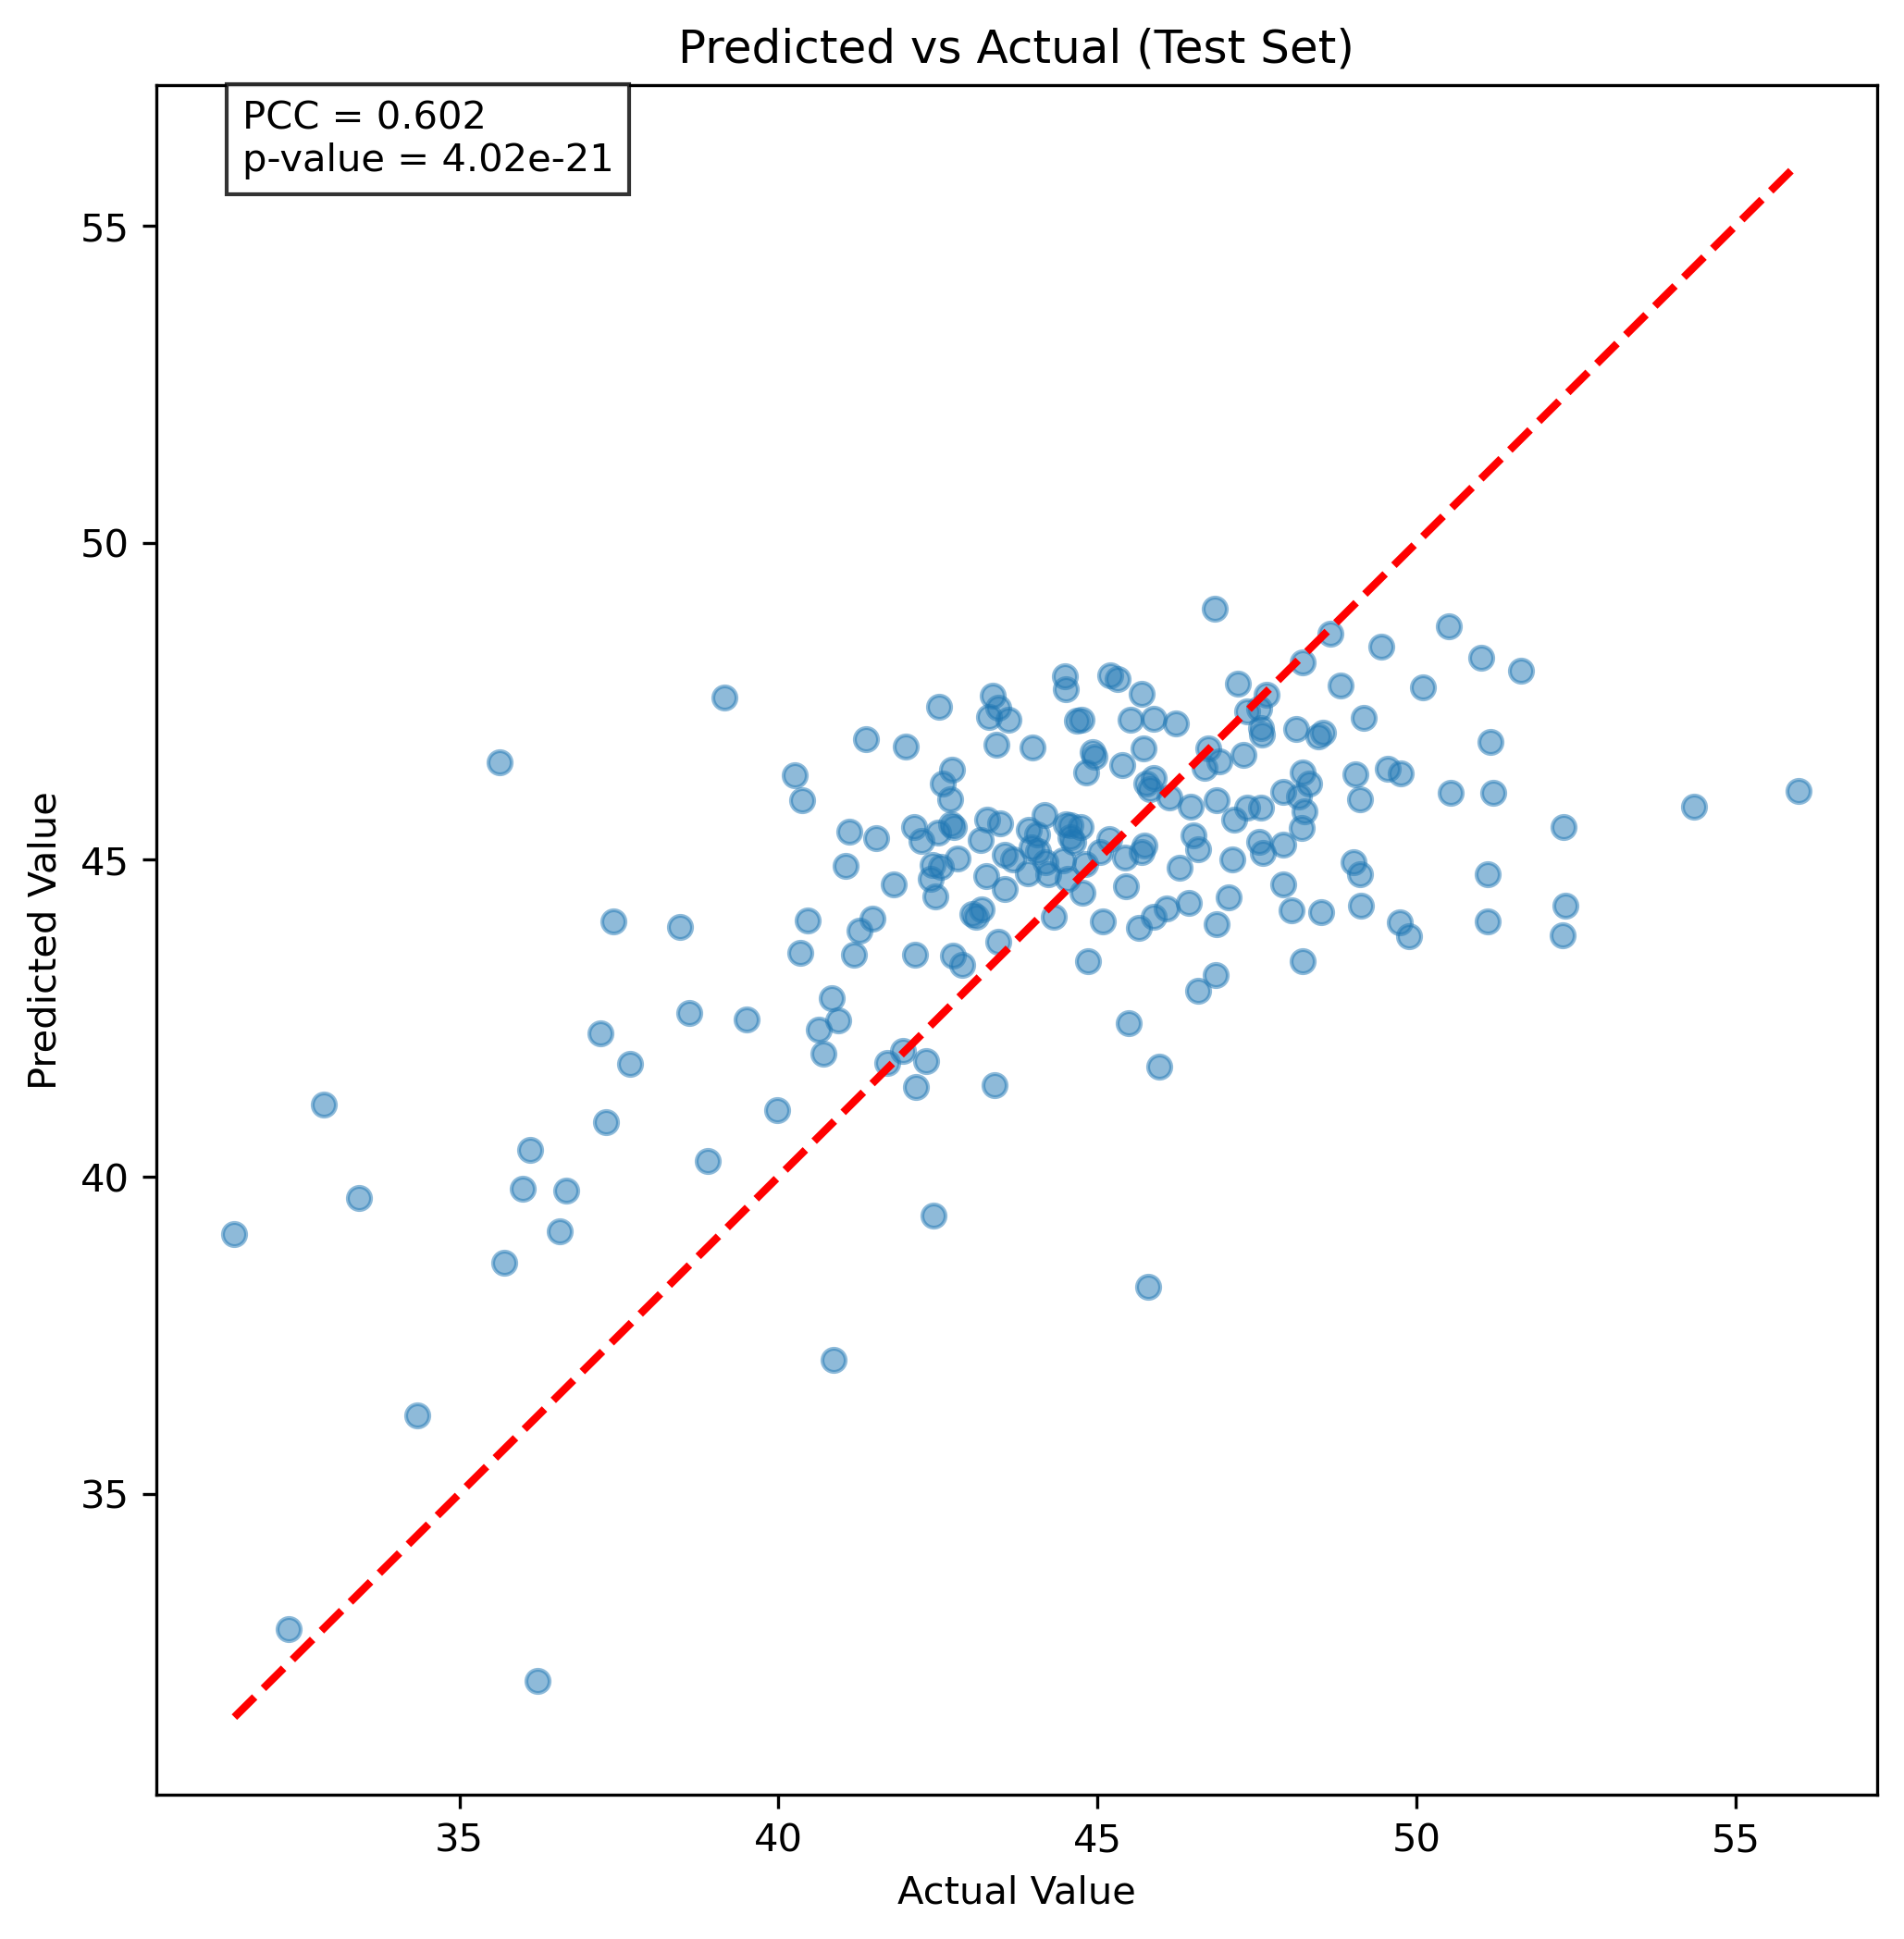 Predicted vs Actual (Test Set)
PCC = 0.602
p-value = 4.02e-21
55
50
45
40
35
Predicted Value
35
40
45
50
55
Actual Value